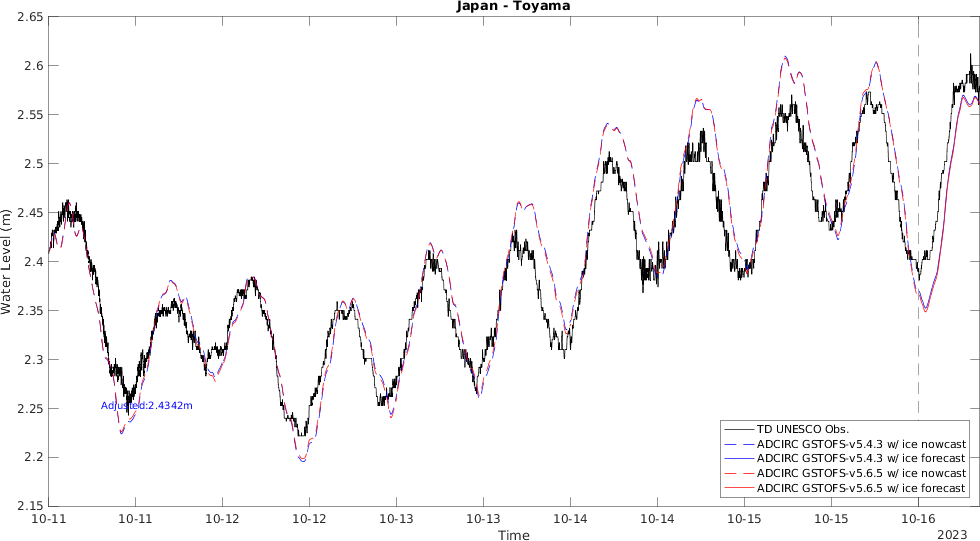 Japan - Toyama
Water Level (m)
2.65
2.6
2.55
2.5
2.45
2.4
2.35
2.3
2.25
2.2
2.15
Adjusted:2.4342m
TD UNESCO Obs.
ADCIRC GSTOFS-v5.4.3 w/ ice nowcast
ADCIRC GSTOFS-v5.4.3 w/ ice forecast
ADCIRC GSTOFS-v5.6.5 w/ ice nowcast
ADCIRC GSTOFS-v5.6.5 w/ ice forecast
10-11 10-11 10-12 10-12 10-13 10-13 10-14 10-14 10-15 10-15 10-16
Time
2023